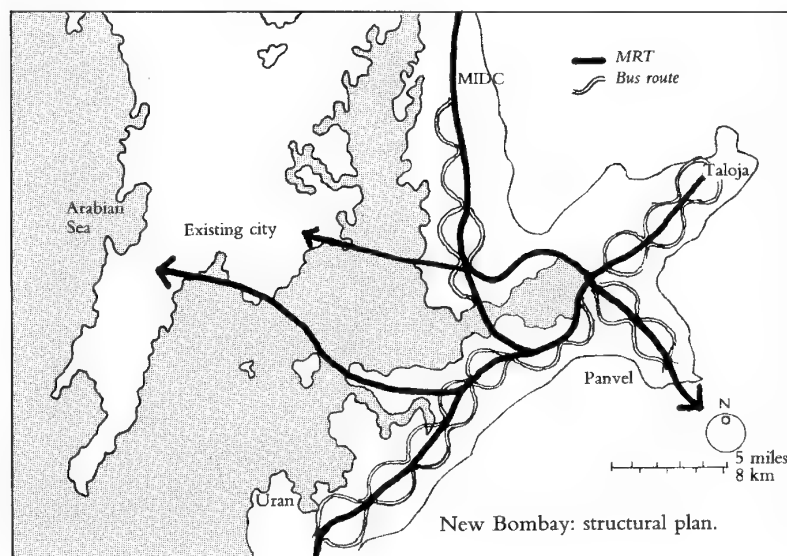 MRT
Bus route
MIDC
Taloja
Arabian
Sea
Existing city
Panvel
N
5 miles
8 km
Uran
New Bombay: structural plan.